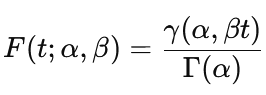 F(t; α, β) = γ(α, βt) / Γ(α)